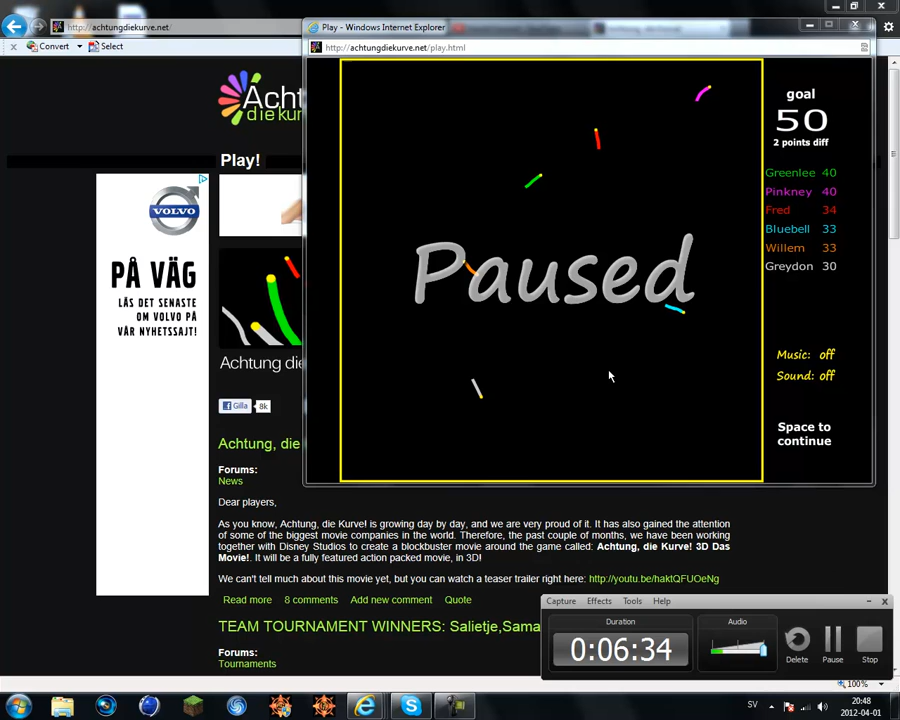 http://achtungdiekurve.net/
Convert
Select
Play - Windows Internet Explorer
http://achtungdiekurve.net/play.html
Acht
die kurv
Play!
VOLVO
PÅ VÄG
LÄS DET SENASTE
OM VOLVO PÅ
VÅR NYHETSSAJT!
Paused
goal
50
2 points diff
Greenlee 40
Pinkney 40
Fred 34
Bluebell 33
Willem 33
Greydon 30
Music: off
Sound: off
Space to
continue
Achtung die
Gilla 8k
Achtung, die
Forums:
News
Dear players,
As you know, Achtung, die Kurve! is growing day by day, and we are very proud of it. It has also gained the attention
of some of the biggest movie companies in the world. Therefore, the past couple of months, we have been working
together with Disney Studios to create a blockbuster movie around the game called: Achtung, die Kurve! 3D Das
Movie!. It will be a fully featured action packed movie, in 3D!
We can't tell much about this movie yet, but you can watch a teaser trailer right here: http://youtu.be/haktQFUOeNg
Read more 8 comments Add new comment Quote
TEAM TOURNAMENT WINNERS: Salietje,Sama
Forums:
Tournaments
Capture Effects Tools Help
Duration
0:06:34
Audio
Delete
Pause
Stop
100%
SV
20:48
2012-04-01